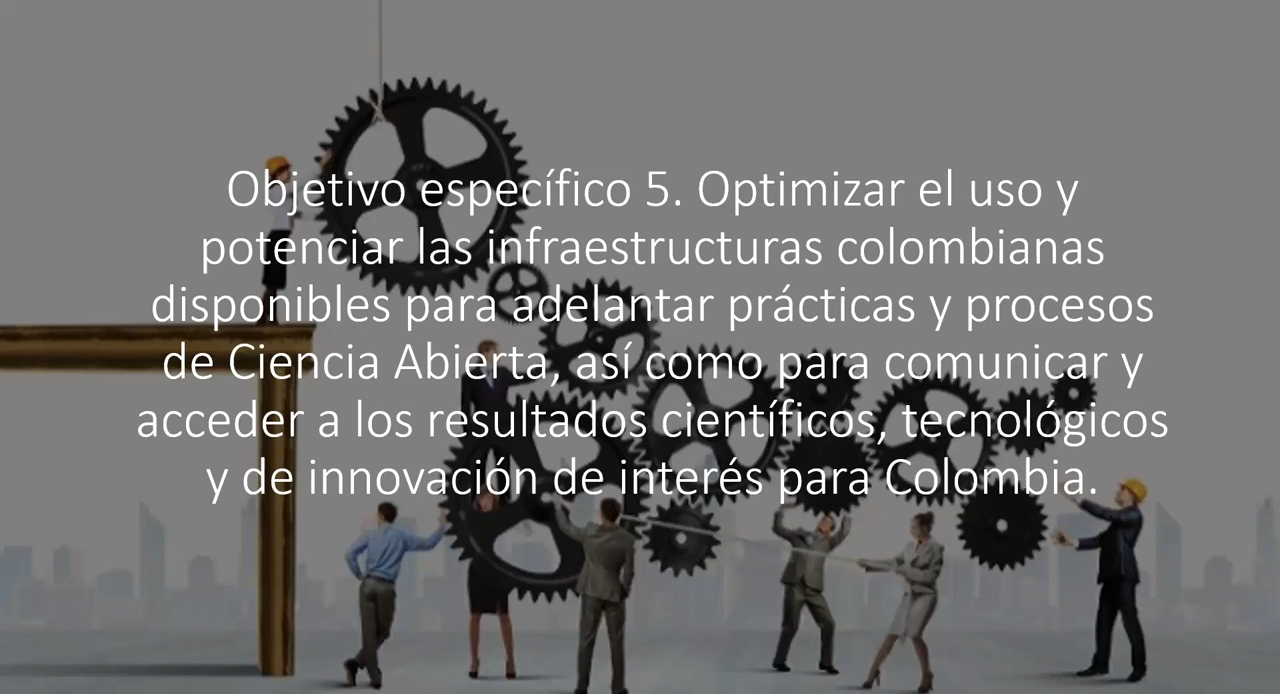 Objetivo específico 5. Optimizar el uso y
potenciar las infraestructuras colombianas
disponibles para adelantar prácticas y procesos
de Ciencia Abierta, así como para comunicar y
acceder a los resultados científicos, tecnológicos
y de innovación de interés para Colombia.